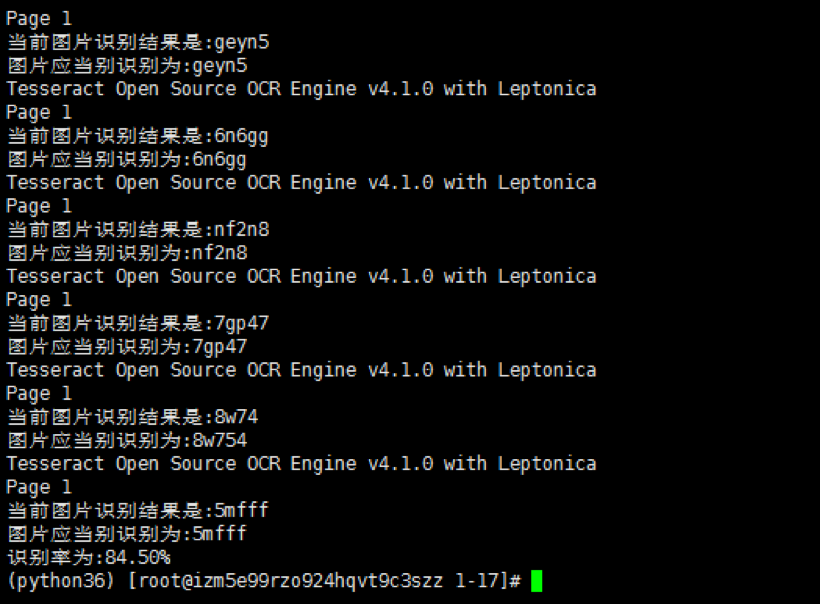 Page 1
当前图片识别结果是:geyn5
图片应当别识别为:geyn5
Tesseract Open Source OCR Engine v4.1.0 with Leptonica
Page 1
当前图片识别结果是:6n6gg
图片应当别识别为:6n6gg
Tesseract Open Source OCR Engine v4.1.0 with Leptonica
Page 1
当前图片识别结果是:nf2n8
图片应当别识别为:nf2n8
Tesseract Open Source OCR Engine v4.1.0 with Leptonica
Page 1
当前图片识别结果是:7gp47
图片应当别识别为:7gp47
Tesseract Open Source OCR Engine v4.1.0 with Leptonica
Page 1
当前图片识别结果是:8w74
图片应当别识别为:8w754
Tesseract Open Source OCR Engine v4.1.0 with Leptonica
Page 1
当前图片识别结果是:5mfff
图片应当别识别为:5mfff
识别率为:84.50%
(python36) [root@izm5e99rzo924hqvt9c3szz 1-17]#